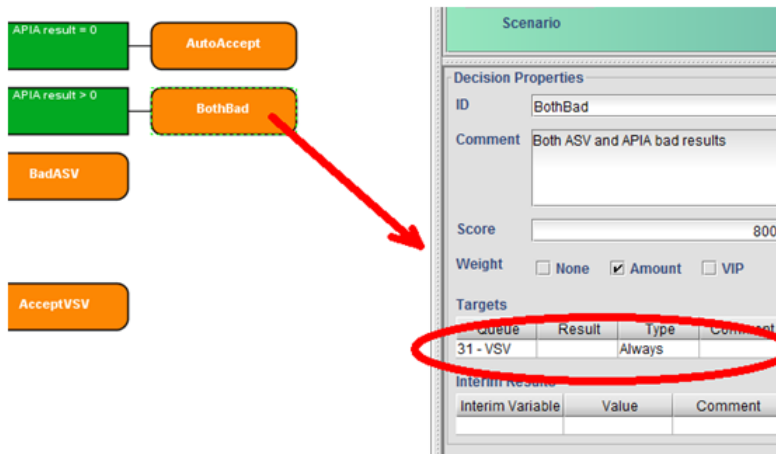 APIA result = 0
AutoAccept
APIA result > 0
BothBad
BadASV
AcceptVSV
Scenario
Decision Properties
ID BothBad
Comment Both ASV and APIA bad results
Score 800
Weight None Amount VIP
Targets
Queue Result Type Comment
31 - VSV Always
Interim Results
Interim Variable Value Comment